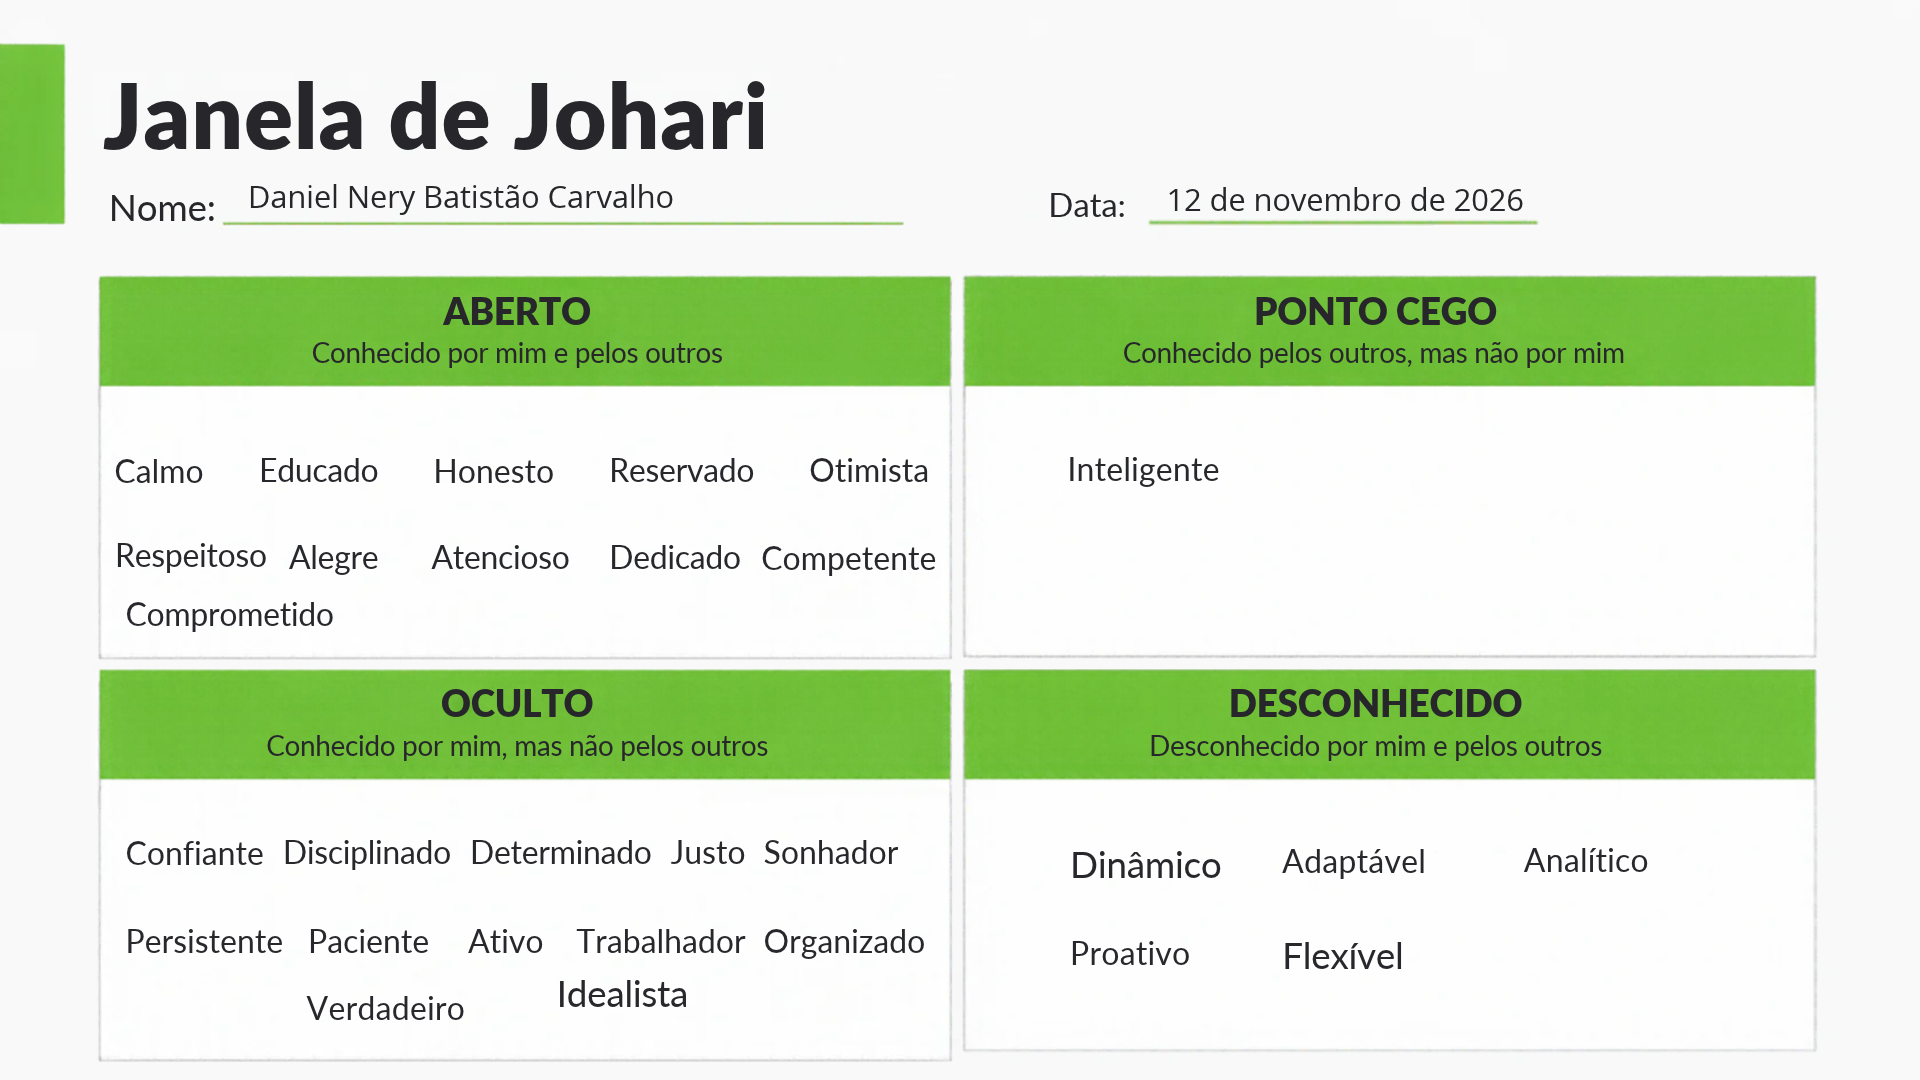 Janela de Johari
Nome: Daniel Nery Batistão Carvalho
Data: 12 de novembro de 2026
ABERTO
Conhecido por mim e pelos outros
Calmo Educado Honesto Reservado Otimista
Respeitoso Alegre Atencioso Dedicado Competente
Comprometido
PONTO CEGO
Conhecido pelos outros, mas não por mim
Inteligente
OCULTO
Conhecido por mim, mas não pelos outros
Confiante Disciplinado Determinado Justo Sonhador
Persistente Paciente Ativo Trabalhador Organizado
Verdadeiro Idealista
DESCONHECIDO
Desconhecido por mim e pelos outros
Dinâmico Adaptável Analítico
Proativo Flexível